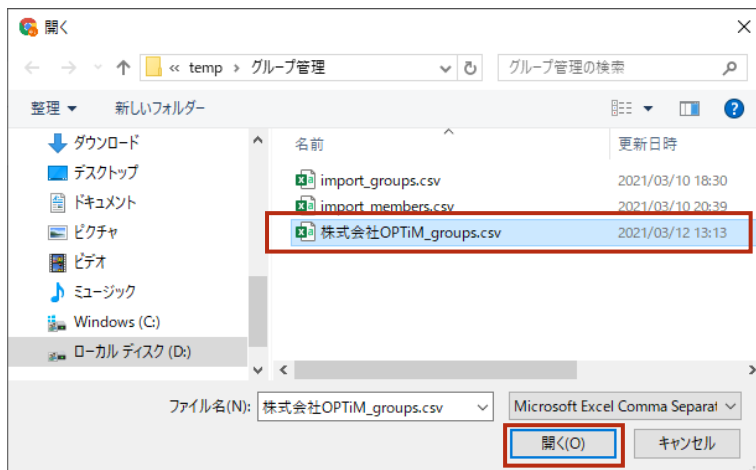 開く
« temp › グループ管理
グループ管理の検索
整理
新しいフォルダー
?
ダウンロード
デスクトップ
ドキュメント
ピクチャ
ビデオ
ミュージック
Windows (C:)
ローカル ディスク (D:)
名前
更新日時
import_groups.csv
2021/03/10 18:30
import_members.csv
2021/03/10 20:39
株式会社OPTiM_groups.csv
2021/03/12 13:13
ファイル名(N):
株式会社OPTiM_groups.csv
Microsoft Excel Comma Separat
開く(O)
キャンセル